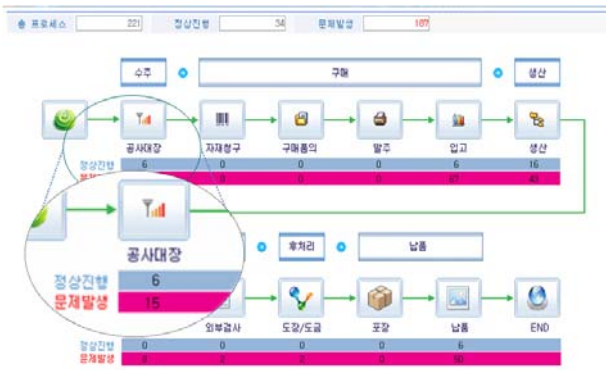 총 프로세스 221 정상진행 34 문제발생 187
수주 구매 생산
공사대장 자재청구 구매품의 발주 입고 생산
정상진행 6 0 0 0 6 16
0 0 0 67 43
후처리 납품
공사대장
정상진행 6
문제발생 15
외부검사 도장/도금 포장 납품 END
정상진행 0 0 0 0 6
문제발생 8 2 2 0 50